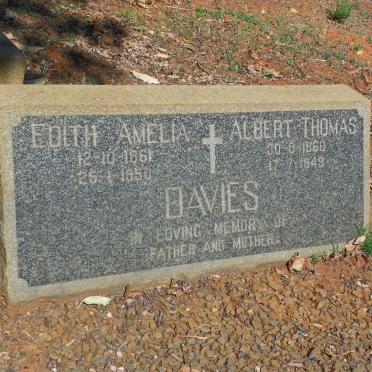 EDITH AMELIA
12·10·1861
25·1·1950
ALBERT THOMAS
·9·1860
17·7·1949
DAVIES
IN LOVING MEMORY OF
FATHER AND MOTHER.